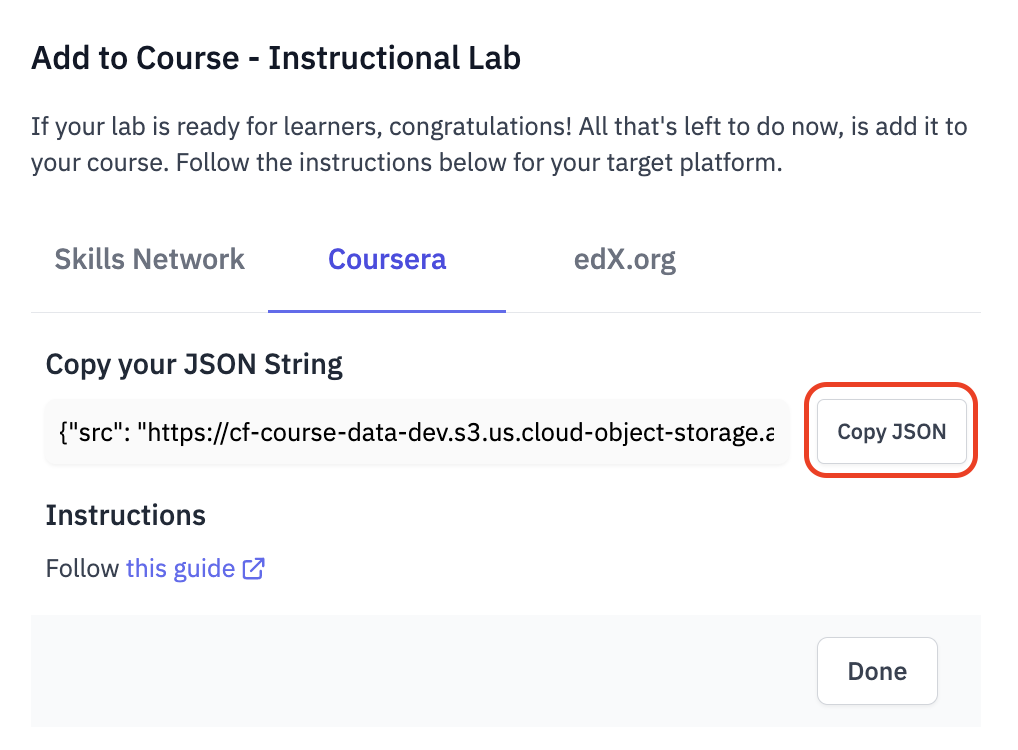 Add to Course - Instructional Lab
If your lab is ready for learners, congratulations! All that's left to do now, is add it to
your course. Follow the instructions below for your target platform.
Skills Network Coursera edX.org
Copy your JSON String
{"src": "https://cf-course-data-dev.s3.us.cloud-object-storage.a Copy JSON
Instructions
Follow this guide
Done